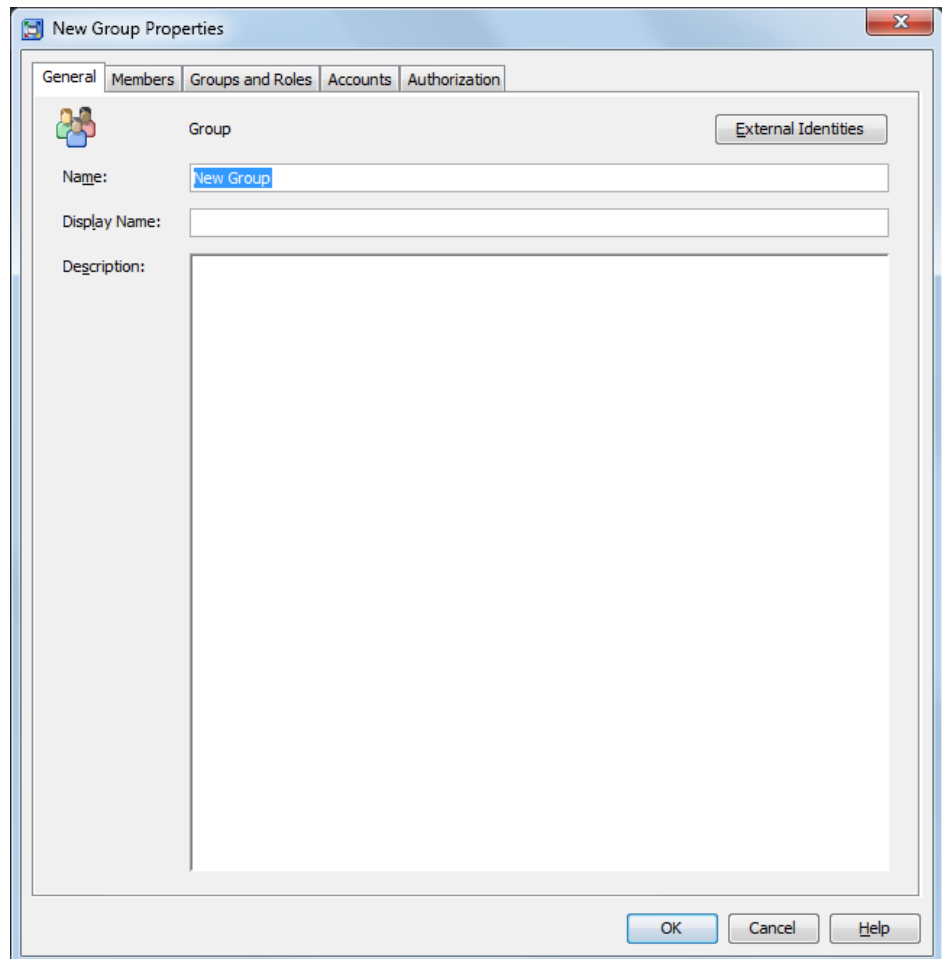 New Group Properties
General Members Groups and Roles Accounts Authorization
Group External Identities
Name: New Group
Display Name:
Description:
OK Cancel Help